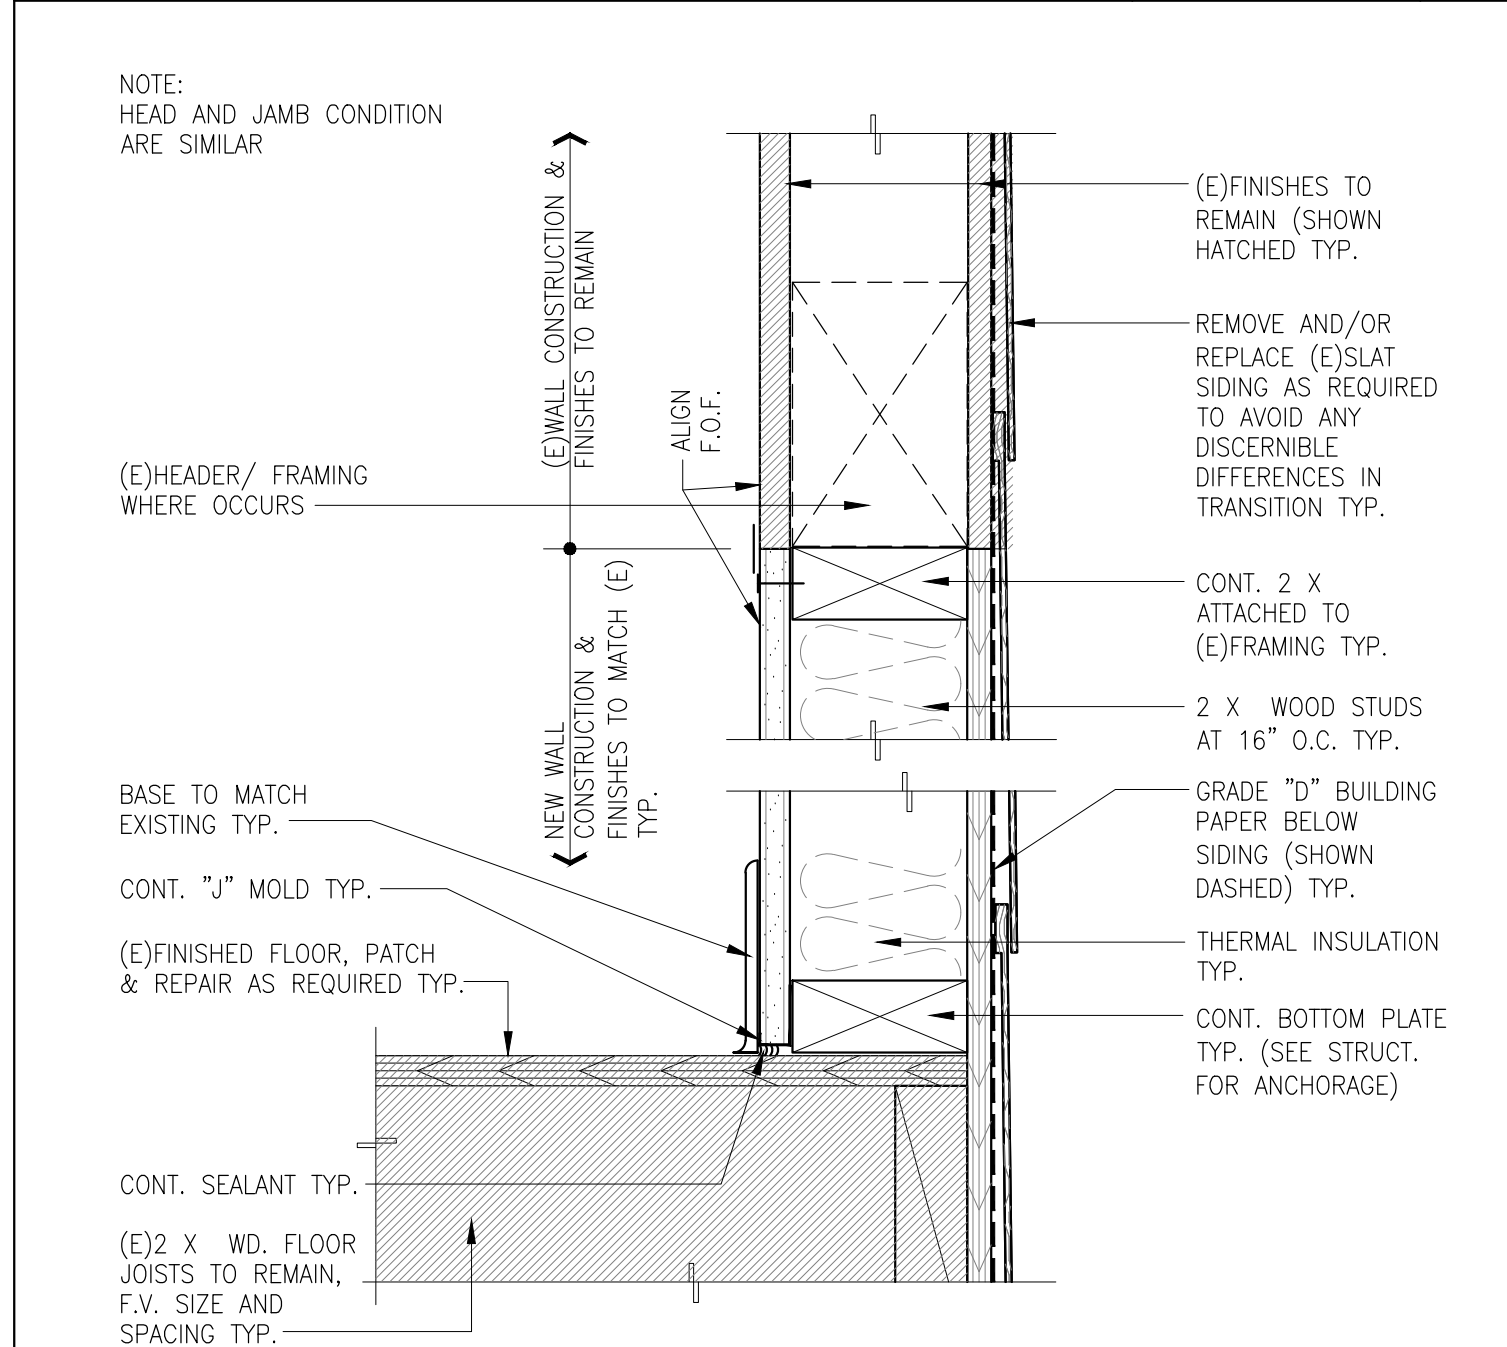 NOTE:
HEAD AND JAMB CONDITION
ARE SIMILAR
(E)WALL CONSTRUCTION &
FINISHES TO REMAIN
ALIGN
F.O.F.
(E)HEADER/ FRAMING
WHERE OCCURS
NEW WALL
CONSTRUCTION &
FINISHES TO MATCH (E)
TYP.
BASE TO MATCH
EXISTING TYP.
CONT. "J" MOLD TYP.
(E)FINISHED FLOOR, PATCH
& REPAIR AS REQUIRED TYP.
CONT. SEALANT TYP.
(E)2 X WD. FLOOR
JOISTS TO REMAIN,
F.V. SIZE AND
SPACING TYP.
(E)FINISHES TO
REMAIN (SHOWN
HATCHED TYP.
REMOVE AND/OR
REPLACE (E)SLAT
SIDING AS REQUIRED
TO AVOID ANY
DISCERNIBLE
DIFFERENCES IN
TRANSITION TYP.
CONT. 2 X
ATTACHED TO
(E)FRAMING TYP.
2 X WOOD STUDS
AT 16" O.C. TYP.
GRADE "D" BUILDING
PAPER BELOW
SIDING (SHOWN
DASHED) TYP.
THERMAL INSULATION
TYP.
CONT. BOTTOM PLATE
TYP. (SEE STRUCT.
FOR ANCHORAGE)